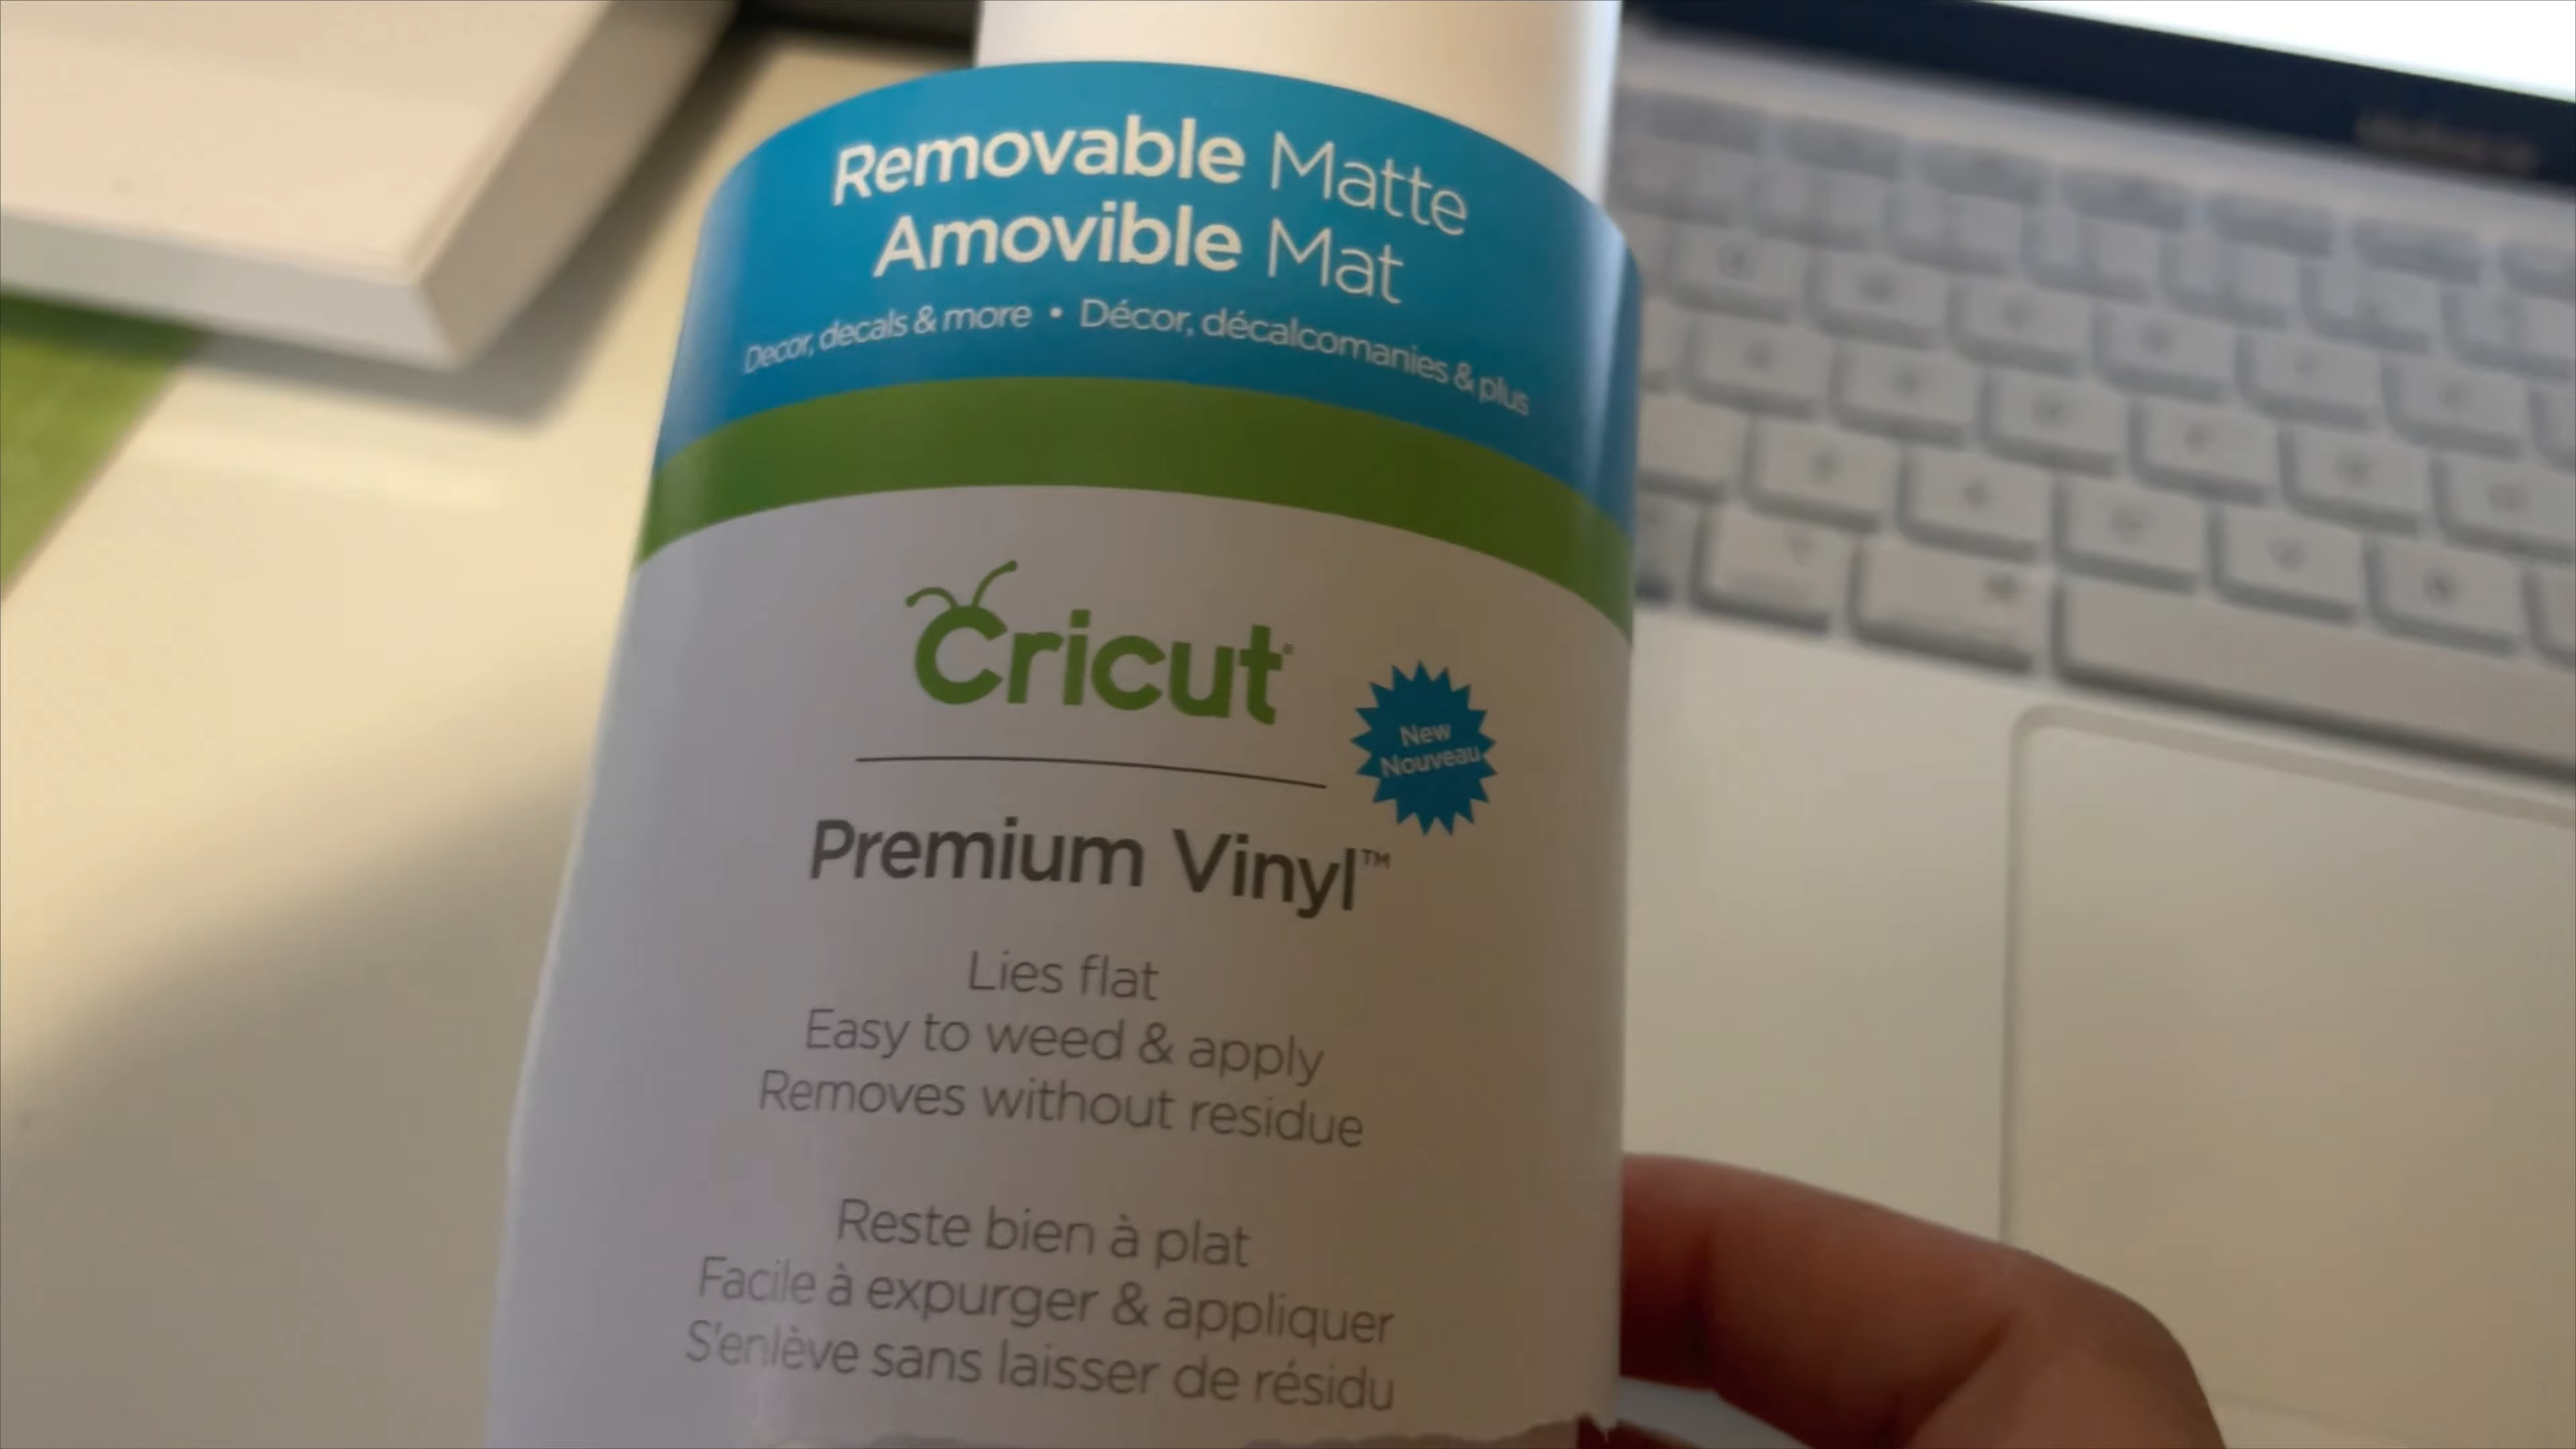 Removable Matte
Amovible Mat
Decor, decals & more • Décor, décalcomanies & plus
Cricut
New
Nouveau
Premium Vinyl™
Lies flat
Easy to weed & apply
Removes without residue
Reste bien à plat
Facile à expurger & appliquer
S'enlève sans laisser de résidu